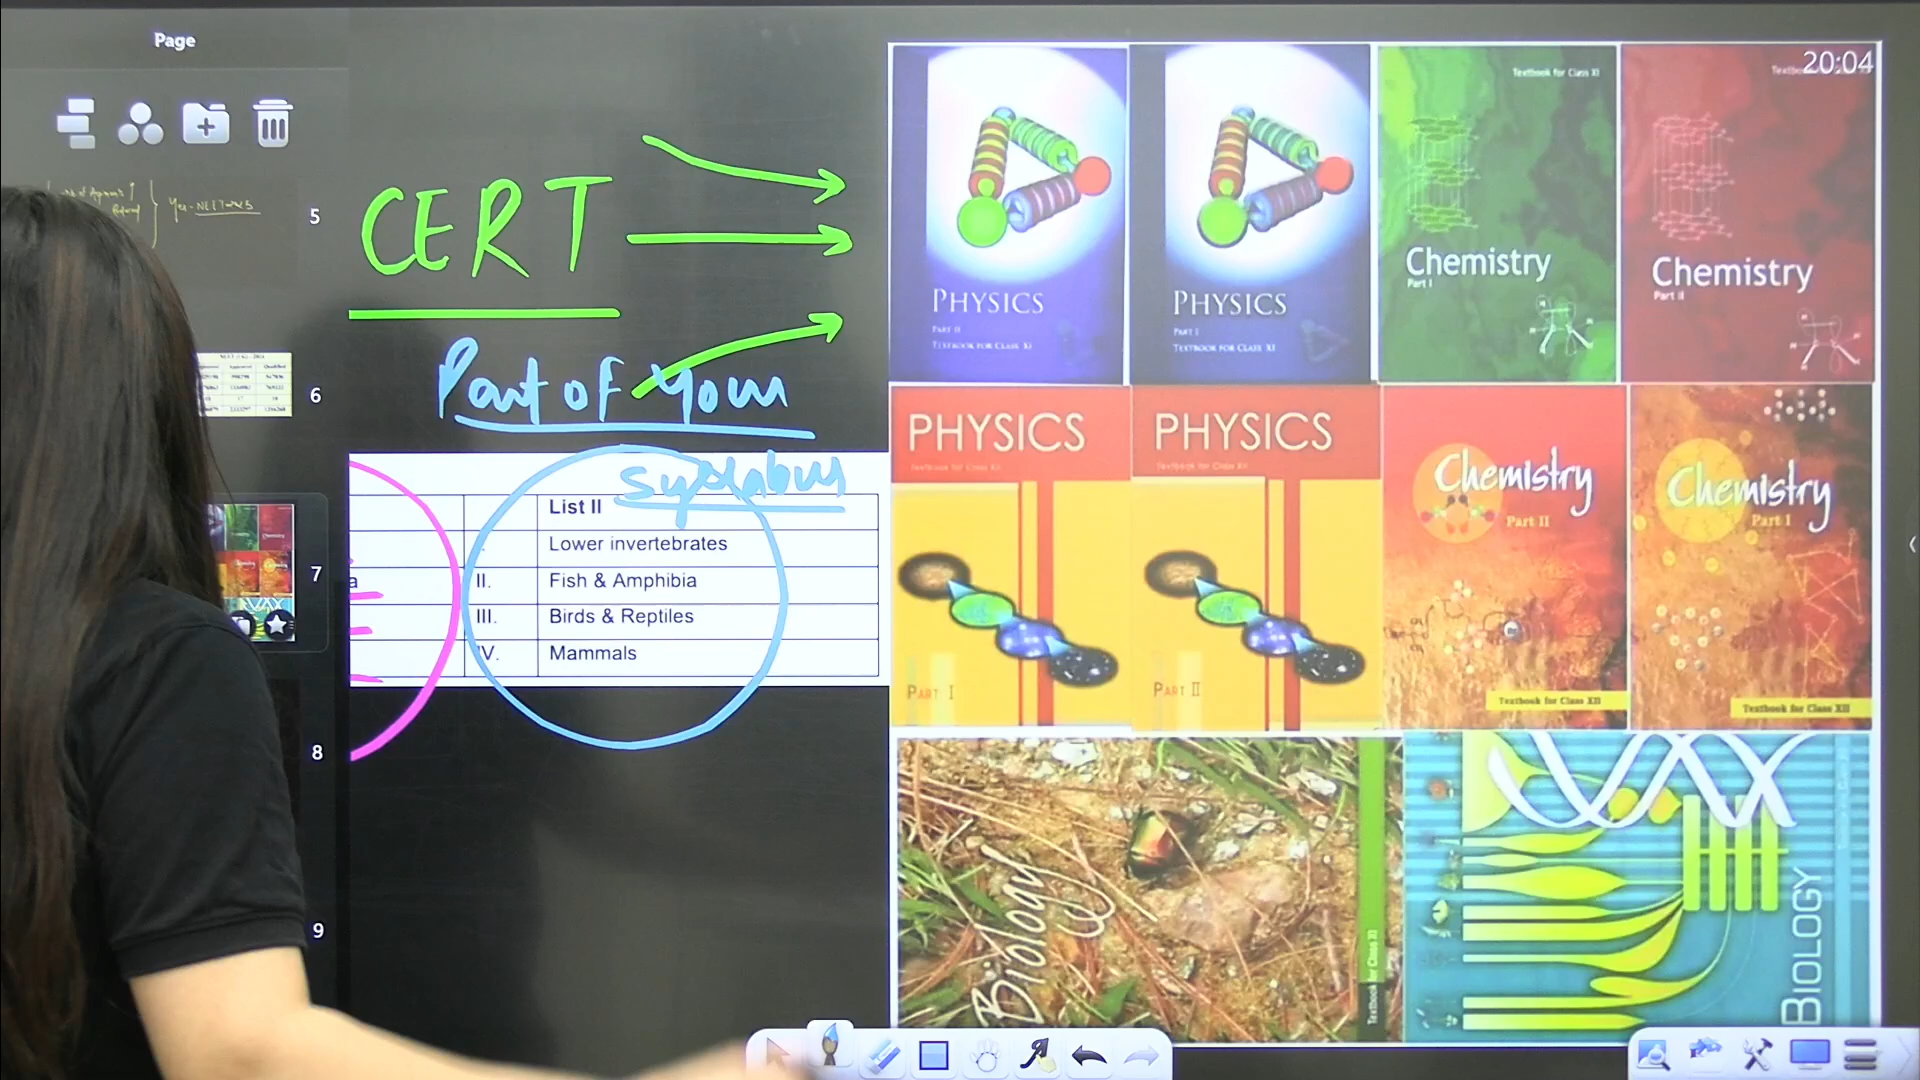 Page
20:04
5
Yes - NEET 2025
6
7
8
9
CERT
Part of your
syllabus
List II
Lower invertebrates
a
II.
Fish & Amphibia
III.
Birds & Reptiles
IV.
Mammals
PHYSICS
PART II
TEXTBOOK FOR CLASS XI
PHYSICS
PART I
TEXTBOOK FOR CLASS XI
Textbook for Class XI
Chemistry
Part I
Chemistry
Part II
PHYSICS
Textbook for Class XII
PART I
PHYSICS
Textbook for Class XII
PART II
Chemistry
Part II
Textbook for Class XII
Chemistry
Part I
Textbook for Class XII
Biology
Textbook for Class XI
BIOLOGY